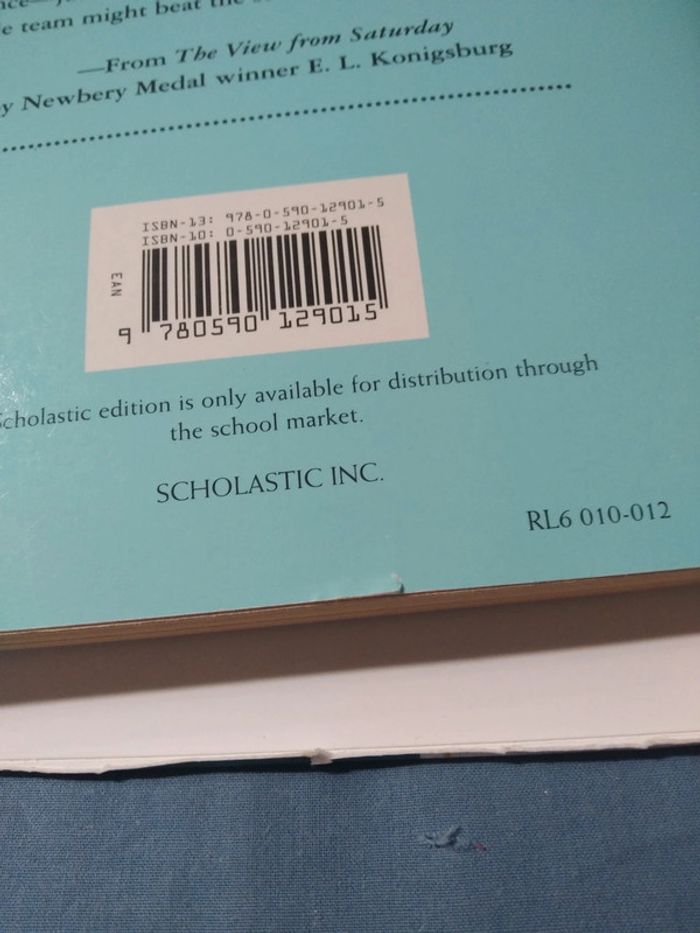 e team might beat the
—From The View from Saturday
y Newbery Medal winner E. L. Konigsburg
ISBN-13: 978-0-590-12901-5
ISBN-10: 0-590-12901-5
EAN
9 780590 129015
Scholastic edition is only available for distribution through
the school market.
SCHOLASTIC INC.
RL6 010-012